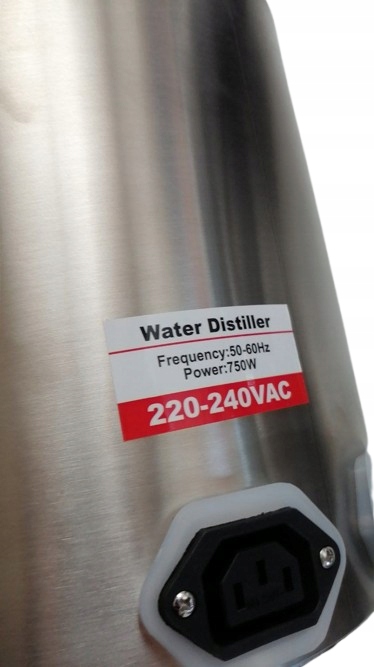 Water Distiller
Frequency:50-60Hz
Power:750W
220-240VAC